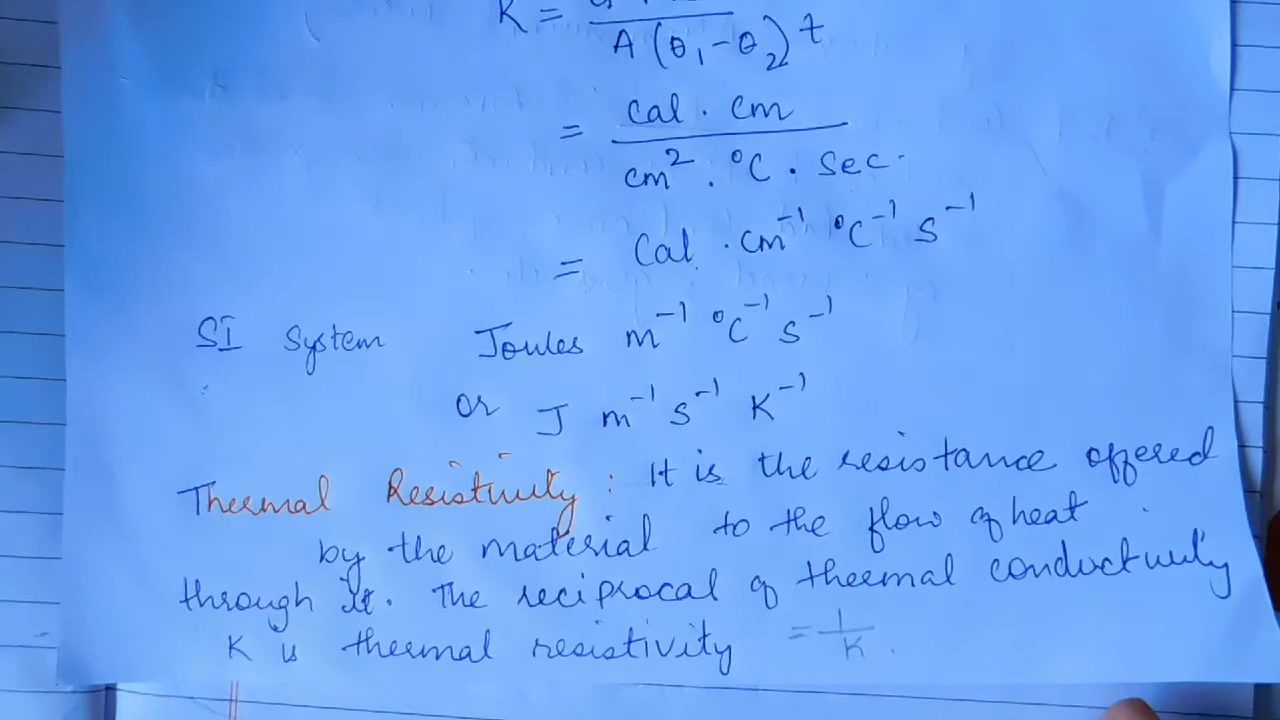 K =
A (θ₁-θ₂) t
= cal . cm
cm² . °C . sec.
= Cal . cm⁻¹ °C⁻¹ s⁻¹
SI System Joules m⁻¹ °C⁻¹ s⁻¹
or J m⁻¹ s⁻¹ K⁻¹
Thermal Resistivity : It is the resistance offered
by the material to the flow of heat
through it. The reciprocal of thermal conductivity
K is thermal resistivity = 1/K .